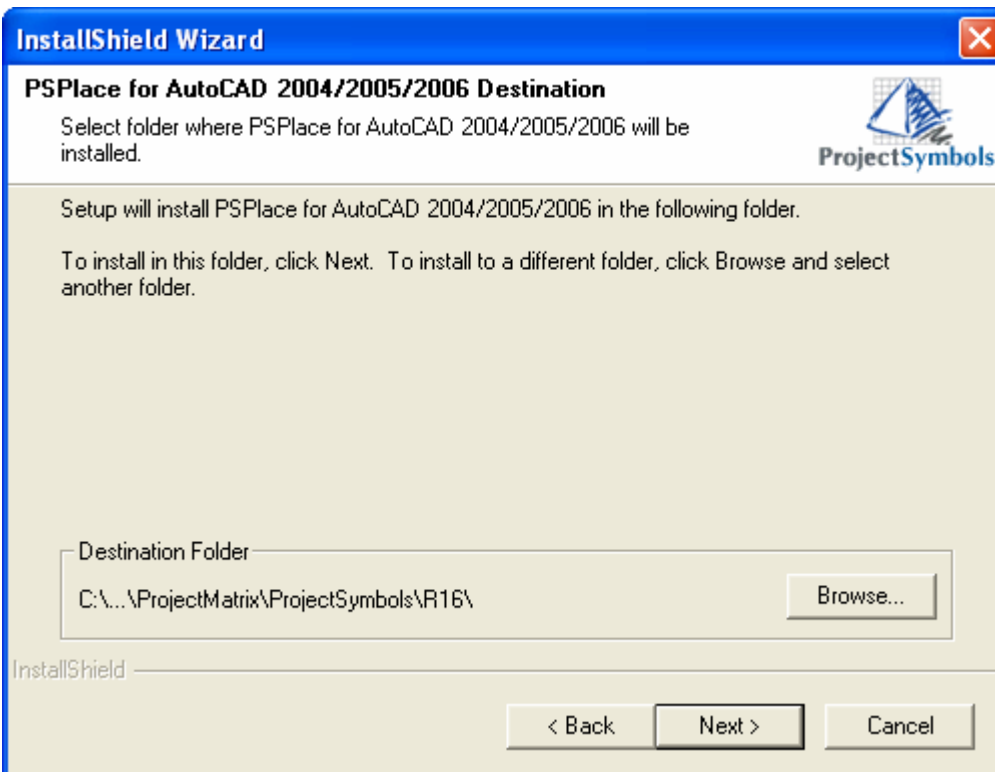 InstallShield Wizard
PSPlace for AutoCAD 2004/2005/2006 Destination
Select folder where PSPlace for AutoCAD 2004/2005/2006 will be
installed.
ProjectSymbols
Setup will install PSPlace for AutoCAD 2004/2005/2006 in the following folder.
To install in this folder, click Next.  To install to a different folder, click Browse and select
another folder.
Destination Folder
C:\...\ProjectMatrix\ProjectSymbols\R16\
Browse...
InstallShield
< Back
Next >
Cancel